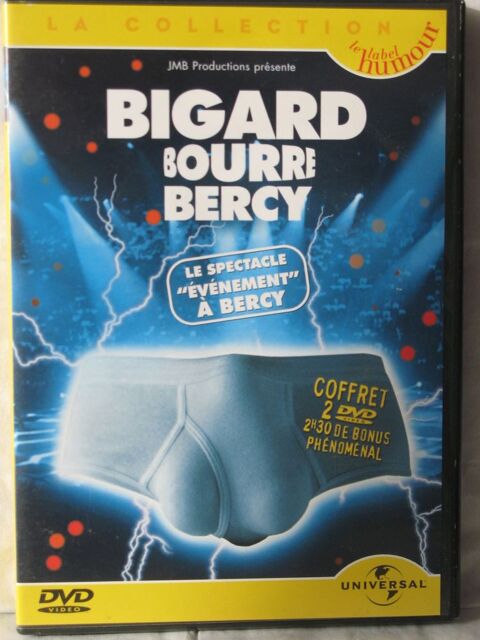 LA COLLECTION
le label
humour
JMB Productions présente
BIGARD
BOURRE
BERCY
LE SPECTACLE
"ÉVÉNEMENT"
À BERCY
COFFRET
2 DVD
VIDEO
2H30 DE BONUS
PHÉNOMÉNAL
DVD
VIDEO
UNIVERSAL